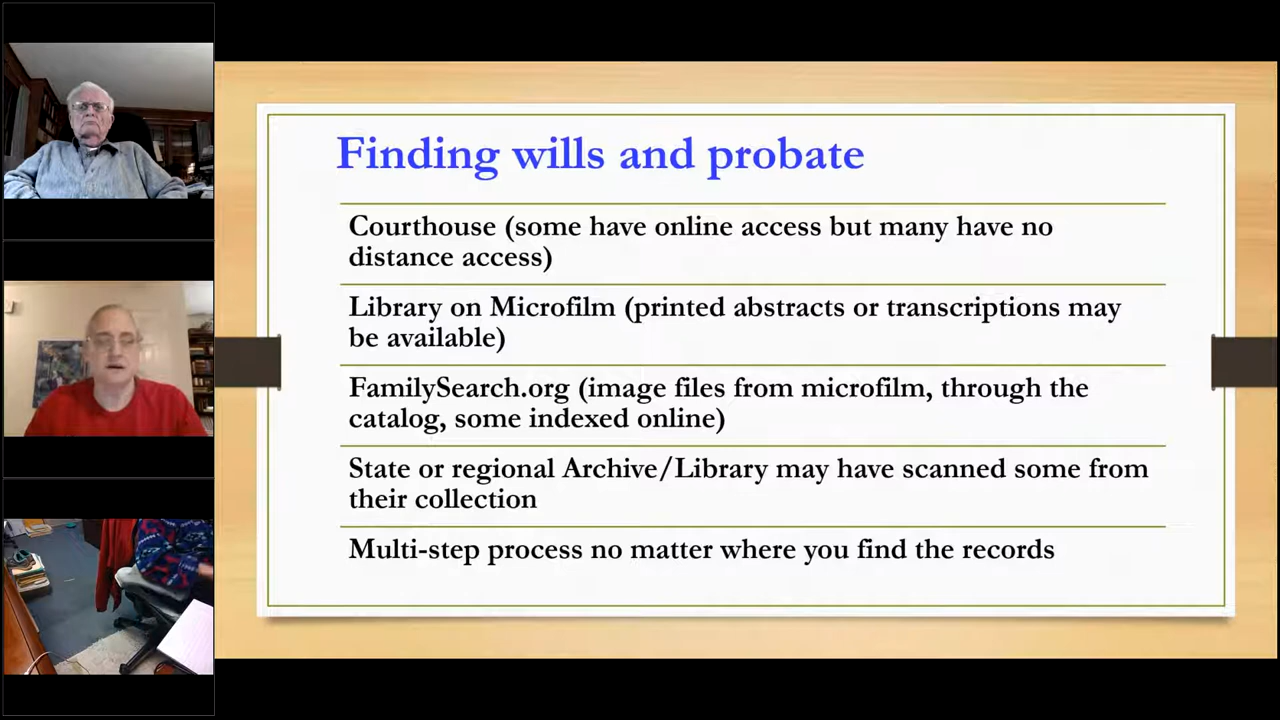 Finding wills and probate
Courthouse (some have online access but many have no
distance access)
Library on Microfilm (printed abstracts or transcriptions may
be available)
FamilySearch.org (image files from microfilm, through the
catalog, some indexed online)
State or regional Archive/Library may have scanned some from
their collection
Multi-step process no matter where you find the records